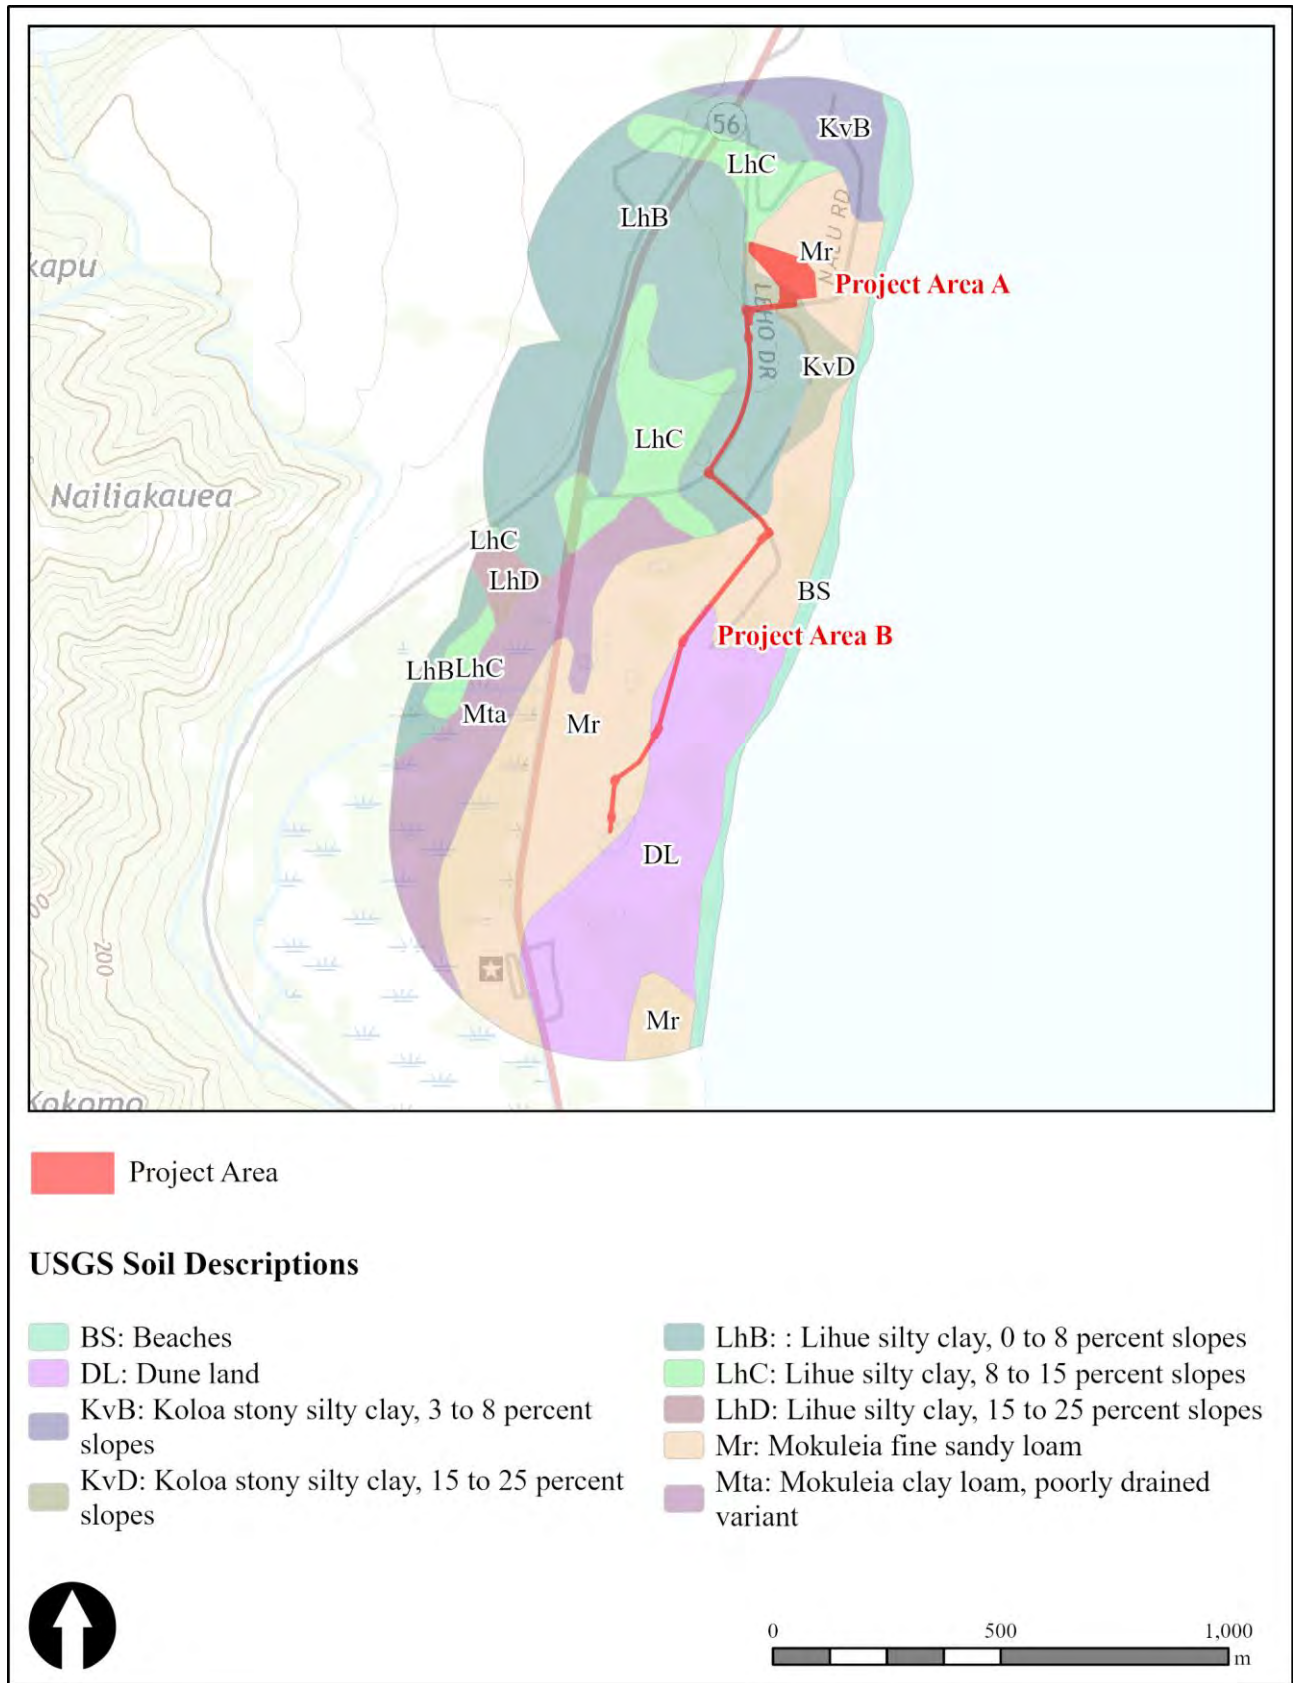 56
KvB
LhC
LhB
NALU RD
Mr
kapu
Project Area A
LEHO DR
KvD
LhC
Nailiakauea
LhC
LhD
BS
Project Area B
LhB
LhC
Mta
Mr
DL
00
200
Mr
Kokomo
Project Area
USGS Soil Descriptions
BS: Beaches
DL: Dune land
KvB: Koloa stony silty clay, 3 to 8 percent
slopes
KvD: Koloa stony silty clay, 15 to 25 percent
slopes
LhB: : Lihue silty clay, 0 to 8 percent slopes
LhC: Lihue silty clay, 8 to 15 percent slopes
LhD: Lihue silty clay, 15 to 25 percent slopes
Mr: Mokuleia fine sandy loam
Mta: Mokuleia clay loam, poorly drained
variant
0 500 1,000
m